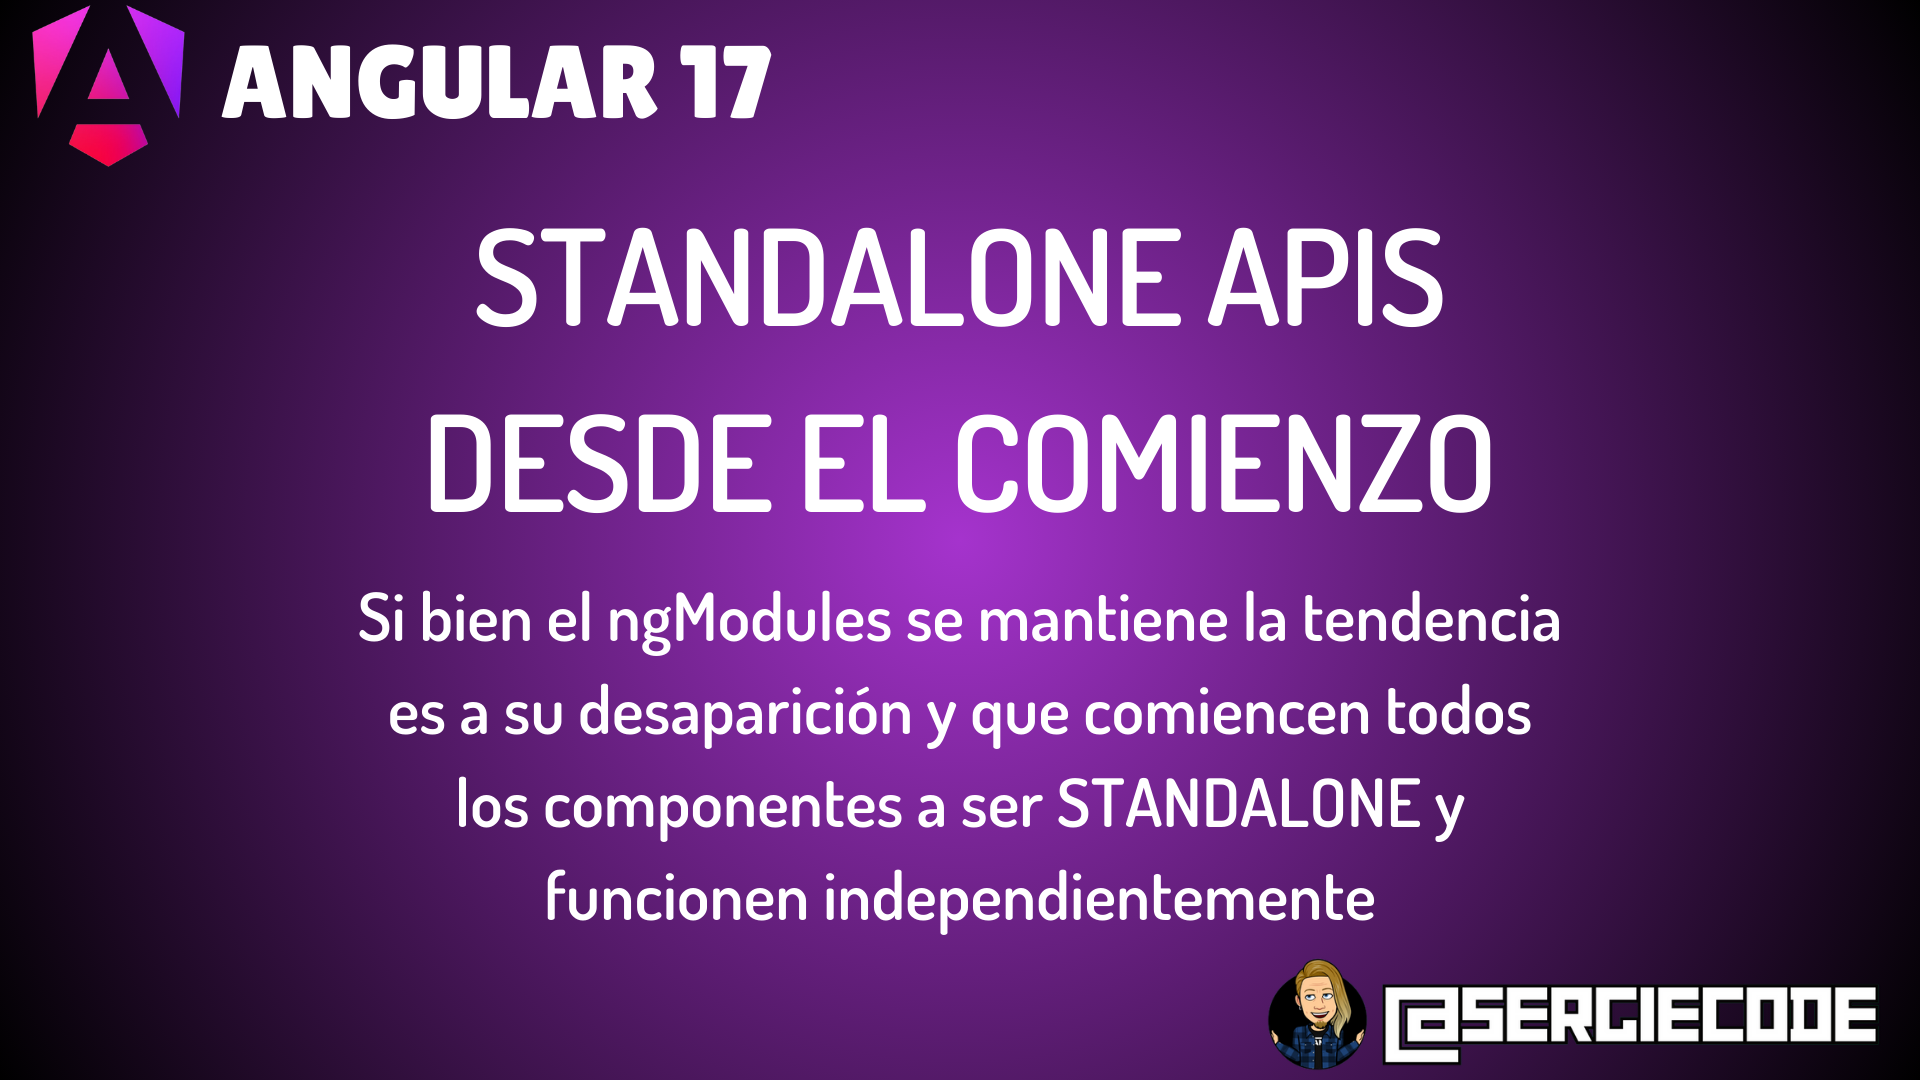 ANGULAR 17
STANDALONE APIS
DESDE EL COMIENZO
Si bien el ngModules se mantiene la tendencia
es a su desaparición y que comiencen todos
los componentes a ser STANDALONE y
funcionen independientemente
@SERGIECODE